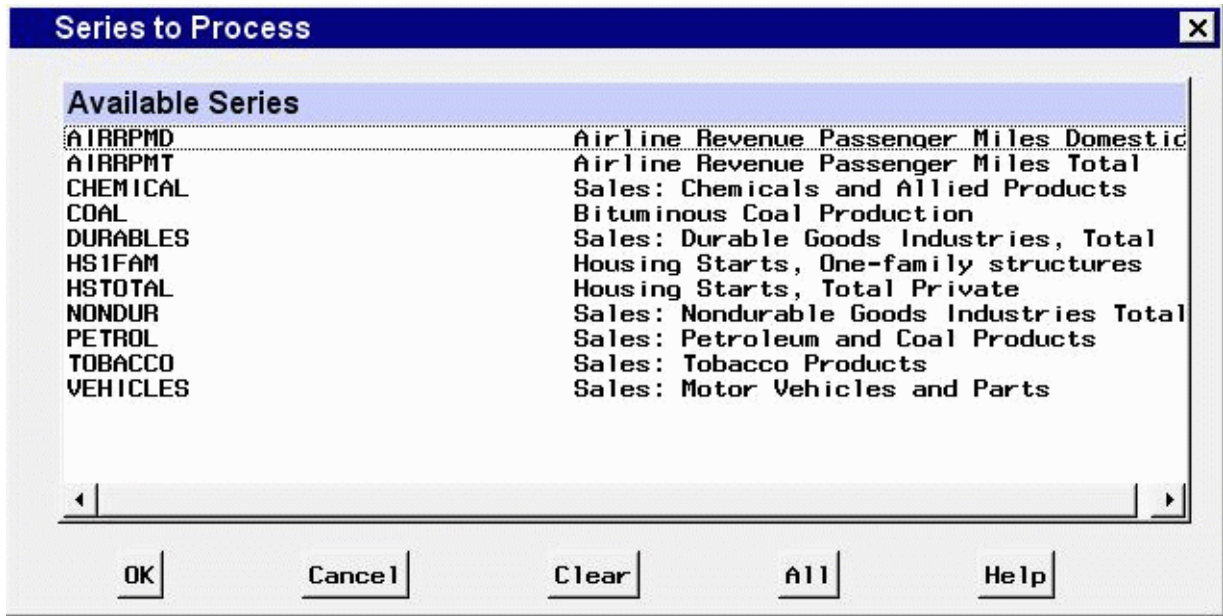 Series to Process
Available Series
AIRRPMD Airline Revenue Passenger Miles Domestic
AIRRPMT Airline Revenue Passenger Miles Total
CHEMICAL Sales: Chemicals and Allied Products
COAL Bituminous Coal Production
DURABLES Sales: Durable Goods Industries, Total
HS1FAM Housing Starts, One-family structures
HSTOTAL Housing Starts, Total Private
NONDUR Sales: Nondurable Goods Industries Total
PETROL Sales: Petroleum and Coal Products
TOBACCO Sales: Tobacco Products
VEHICLES Sales: Motor Vehicles and Parts
OK Cancel Clear All Help